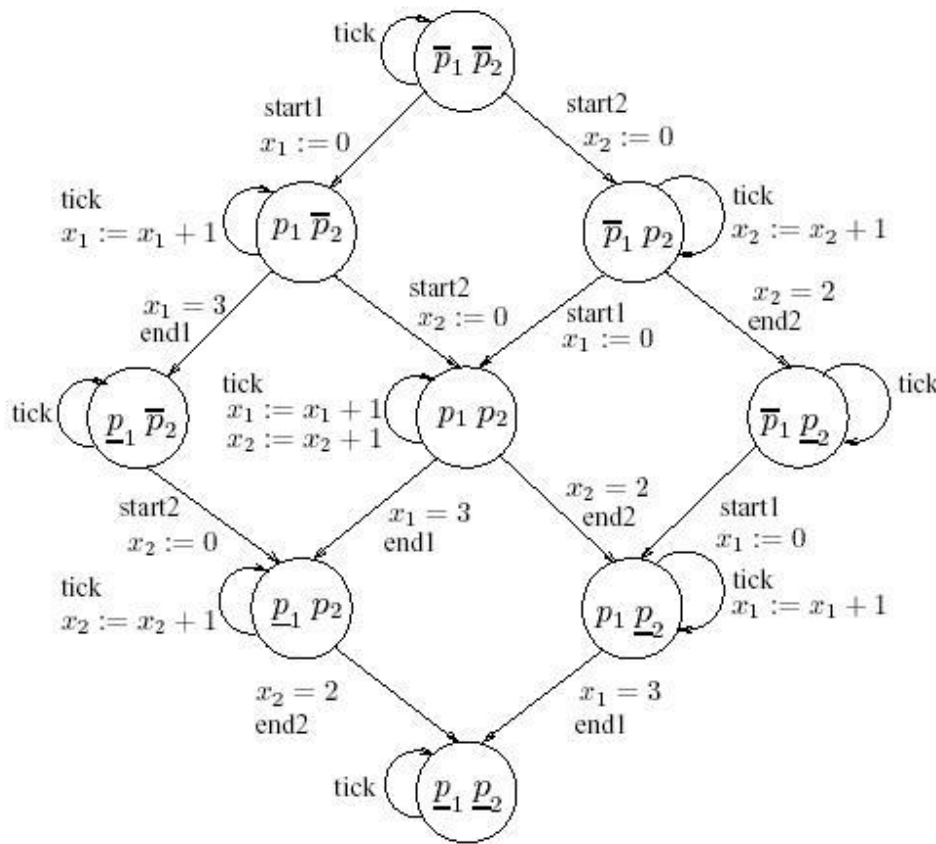 tick
p̅₁ p̅₂
start1
x₁ := 0
start2
x₂ := 0
tick
x₁ := x₁ + 1
p₁ p̅₂
p̅₁ p₂
tick
x₂ := x₂ + 1
x₁ = 3
end1
start2
x₂ := 0
start1
x₁ := 0
x₂ = 2
end2
tick
p̲₁ p̅₂
tick
x₁ := x₁ + 1
x₂ := x₂ + 1
p₁ p₂
p̅₁ p̲₂
tick
start2
x₂ := 0
x₁ = 3
end1
x₂ = 2
end2
start1
x₁ := 0
tick
x₂ := x₂ + 1
p̲₁ p₂
p₁ p̲₂
tick
x₁ := x₁ + 1
x₂ = 2
end2
x₁ = 3
end1
tick
p̲₁ p̲₂